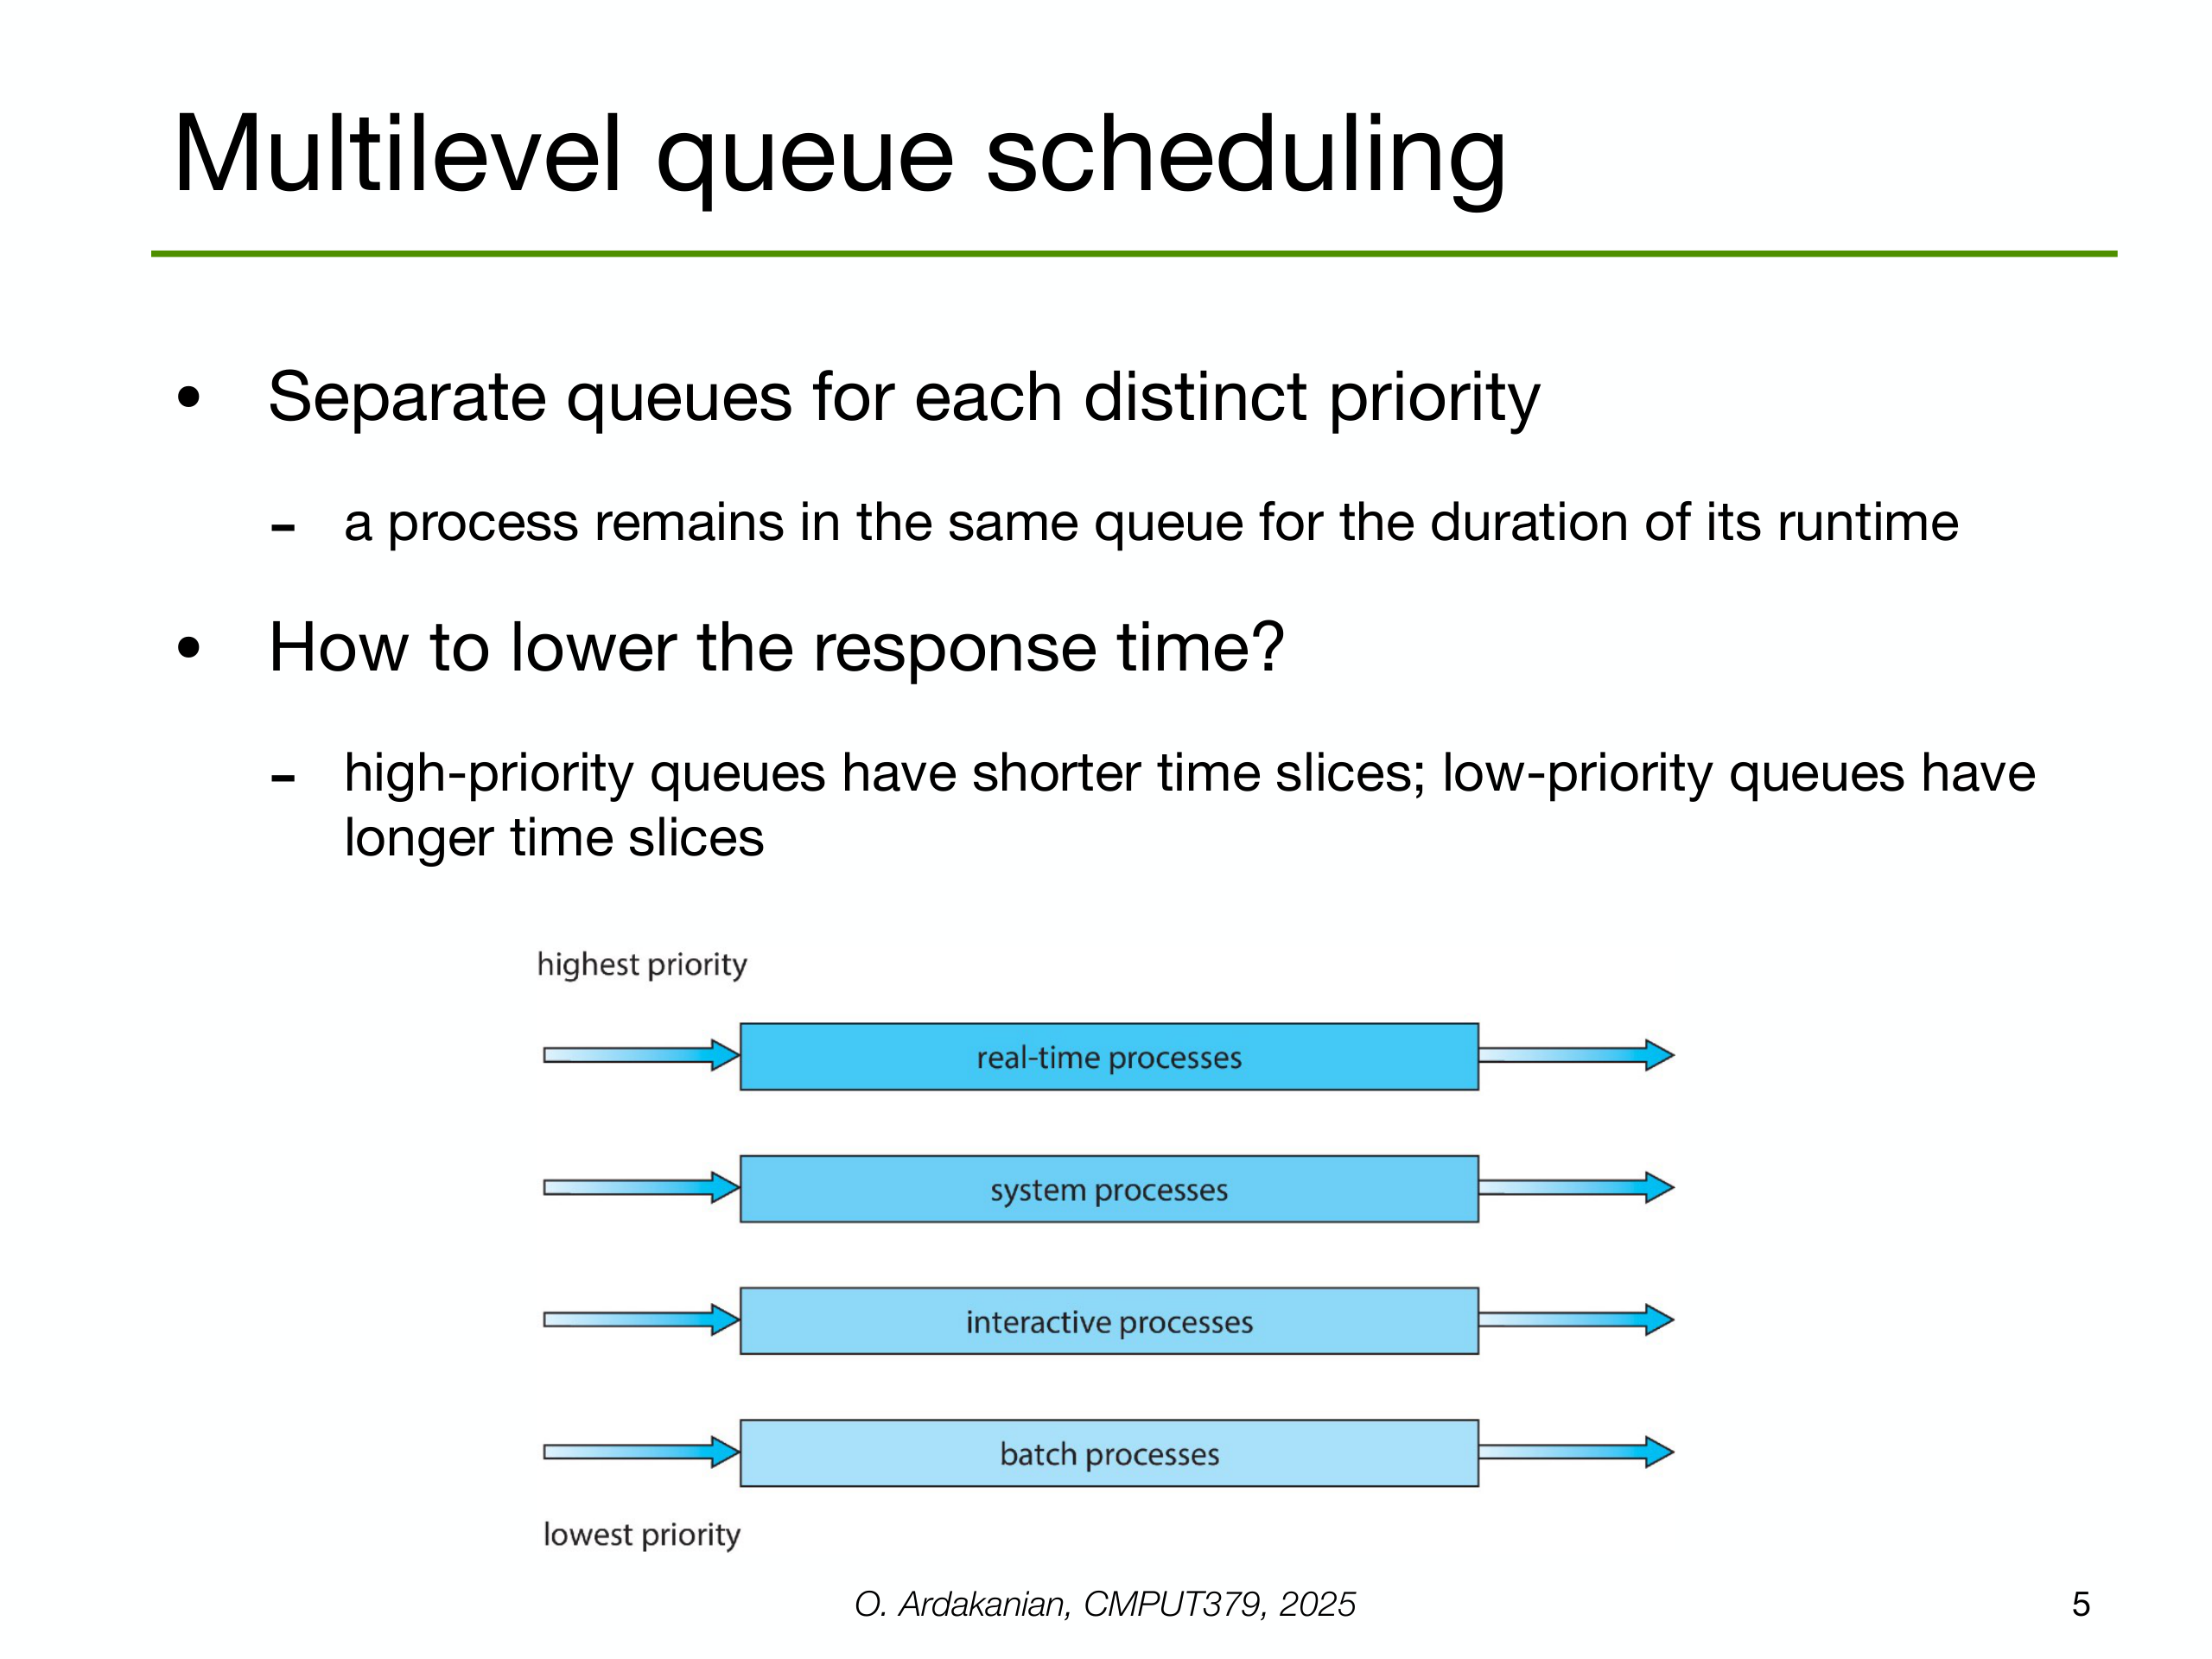 Multilevel queue scheduling
• Separate queues for each distinct priority
- a process remains in the same queue for the duration of its runtime
• How to lower the response time?
- high-priority queues have shorter time slices; low-priority queues have
longer time slices
highest priority
real-time processes
system processes
interactive processes
batch processes
lowest priority
O. Ardakanian, CMPUT379, 2025
5